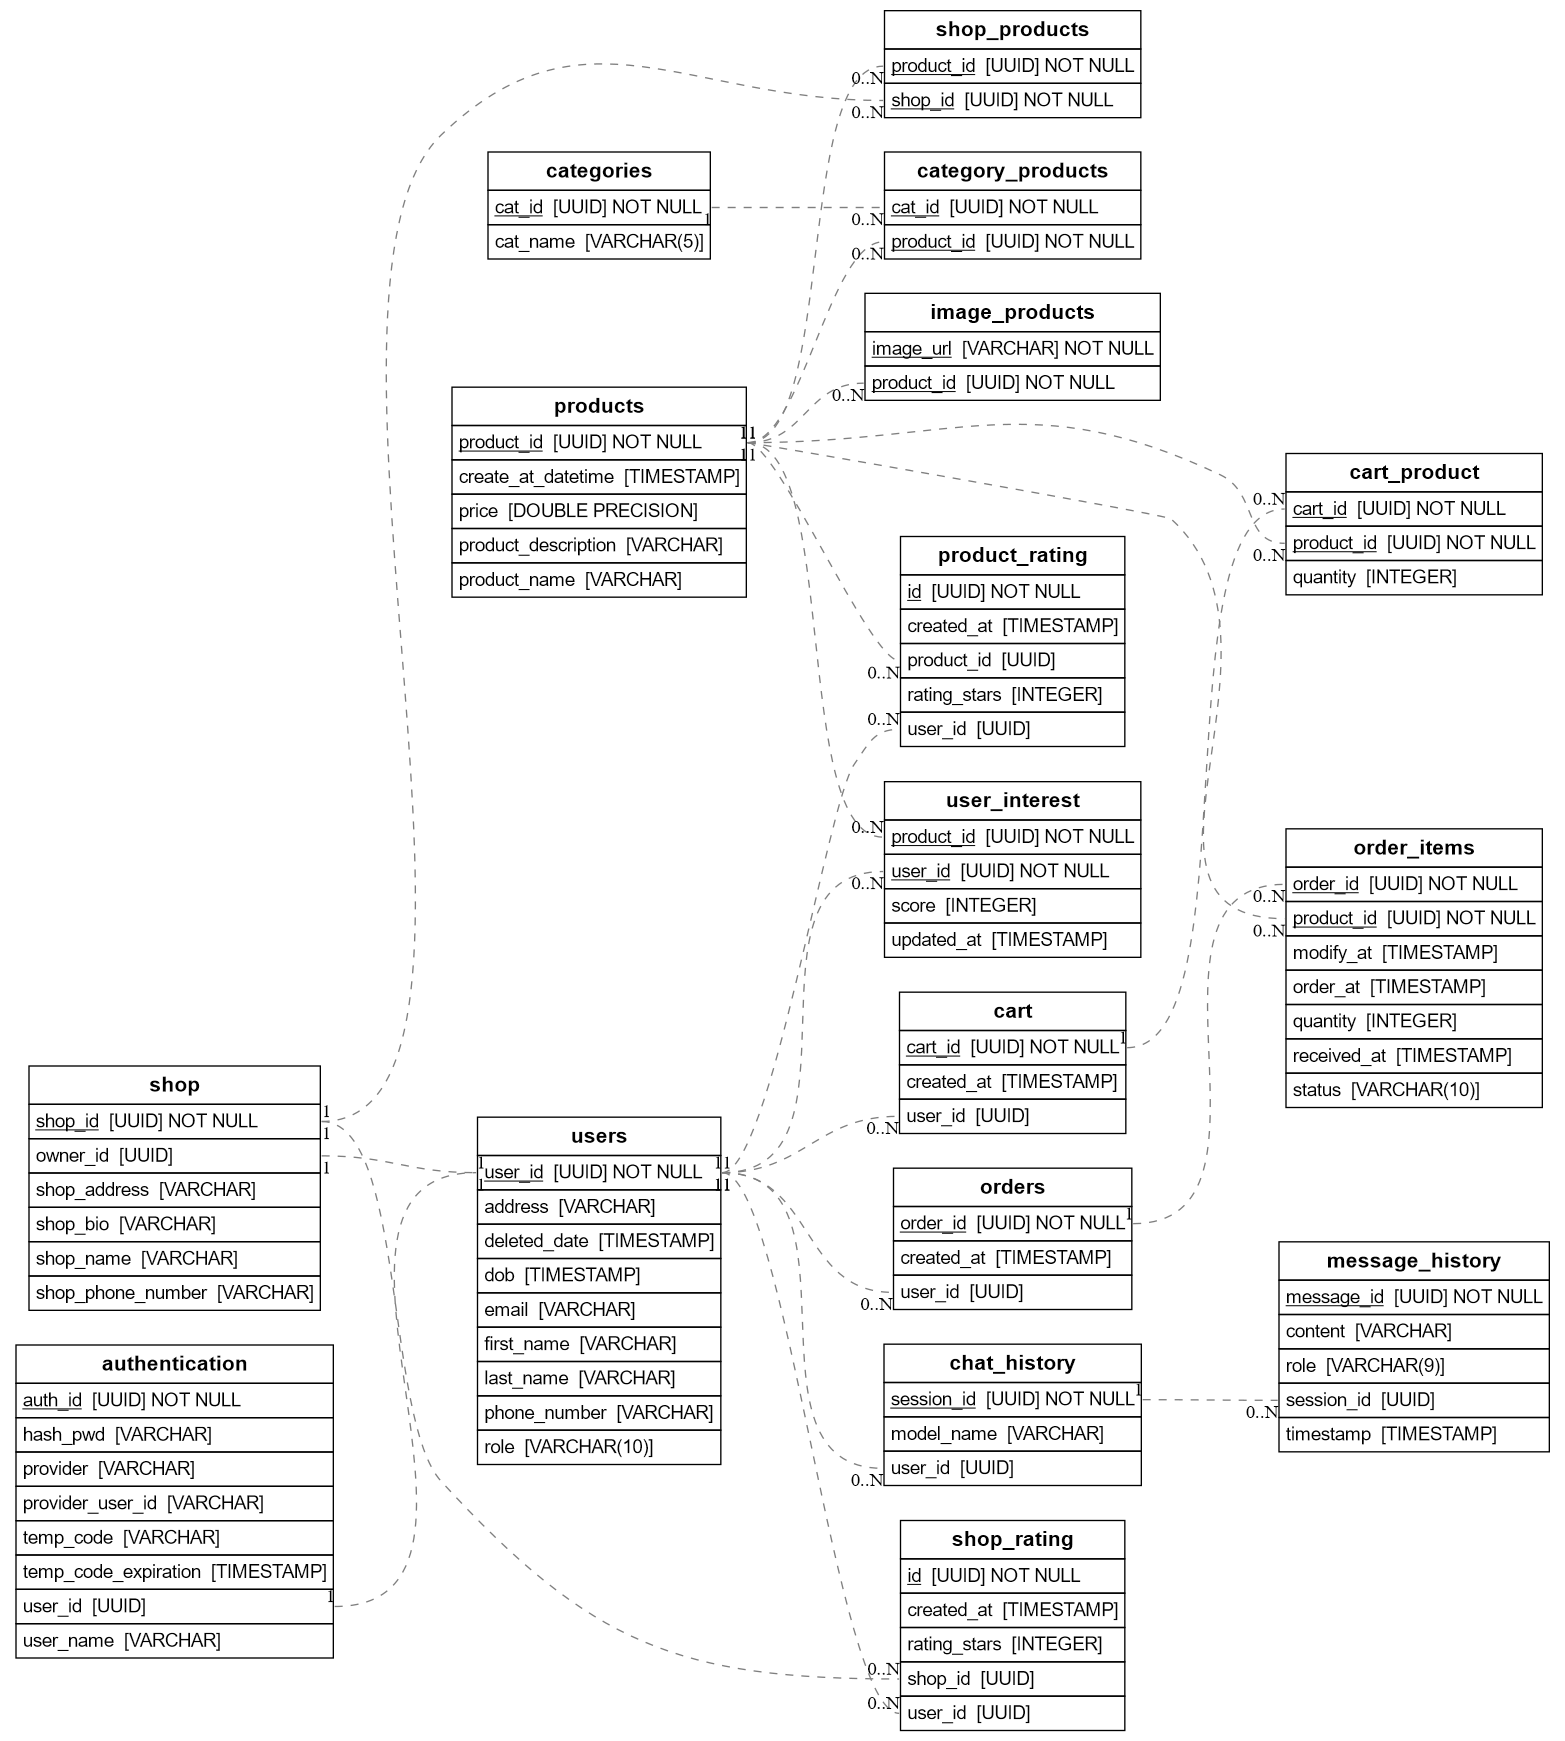 shop_products
product_id [UUID] NOT NULL
0..N
shop_id [UUID] NOT NULL
0..N
categories
cat_id [UUID] NOT NULL
1
cat_name [VARCHAR(5)]
category_products
cat_id [UUID] NOT NULL
0..N
product_id [UUID] NOT NULL
0..N
image_products
image_url [VARCHAR] NOT NULL
product_id [UUID] NOT NULL
0..N
products
product_id [UUID] NOT NULL
1 1
1 1
create_at_datetime [TIMESTAMP]
price [DOUBLE PRECISION]
product_description [VARCHAR]
product_name [VARCHAR]
cart_product
0..N
cart_id [UUID] NOT NULL
product_id [UUID] NOT NULL
0..N
quantity [INTEGER]
product_rating
id [UUID] NOT NULL
created_at [TIMESTAMP]
product_id [UUID]
0..N
rating_stars [INTEGER]
0..N
user_id [UUID]
user_interest
0..N
product_id [UUID] NOT NULL
user_id [UUID] NOT NULL
0..N
score [INTEGER]
updated_at [TIMESTAMP]
order_items
order_id [UUID] NOT NULL
0..N
product_id [UUID] NOT NULL
0..N
modify_at [TIMESTAMP]
order_at [TIMESTAMP]
quantity [INTEGER]
received_at [TIMESTAMP]
status [VARCHAR(10)]
cart
cart_id [UUID] NOT NULL
1
created_at [TIMESTAMP]
user_id [UUID]
0..N
shop
shop_id [UUID] NOT NULL
1
1
owner_id [UUID]
1
shop_address [VARCHAR]
shop_bio [VARCHAR]
shop_name [VARCHAR]
shop_phone_number [VARCHAR]
users
1
user_id [UUID] NOT NULL
1
1 1
1 1
address [VARCHAR]
deleted_date [TIMESTAMP]
dob [TIMESTAMP]
email [VARCHAR]
first_name [VARCHAR]
last_name [VARCHAR]
phone_number [VARCHAR]
role [VARCHAR(10)]
orders
order_id [UUID] NOT NULL
1
created_at [TIMESTAMP]
user_id [UUID]
0..N
message_history
message_id [UUID] NOT NULL
content [VARCHAR]
role [VARCHAR(9)]
session_id [UUID]
0..N
timestamp [TIMESTAMP]
authentication
auth_id [UUID] NOT NULL
hash_pwd [VARCHAR]
provider [VARCHAR]
provider_user_id [VARCHAR]
temp_code [VARCHAR]
temp_code_expiration [TIMESTAMP]
1
user_id [UUID]
user_name [VARCHAR]
chat_history
session_id [UUID] NOT NULL
1
model_name [VARCHAR]
user_id [UUID]
0..N
shop_rating
id [UUID] NOT NULL
created_at [TIMESTAMP]
rating_stars [INTEGER]
0..N
shop_id [UUID]
0..N
user_id [UUID]